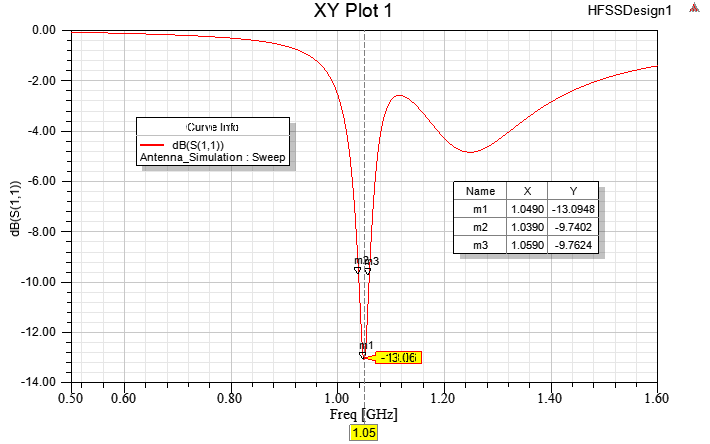 XY Plot 1
HFSSDesign1
0.00
-2.00
-4.00
-6.00
-8.00
-10.00
-12.00
-14.00
dB(S(1,1))
Curve Info
dB(S(1,1))
Antenna_Simulation : Sweep
Name X Y
m1 1.0490 -13.0948
m2 1.0390 -9.7402
m3 1.0590 -9.7624
m2 m3
m1
-13.06
0.50 0.80 1.00 1.20 1.40 1.60
Freq [GHz]
1.05